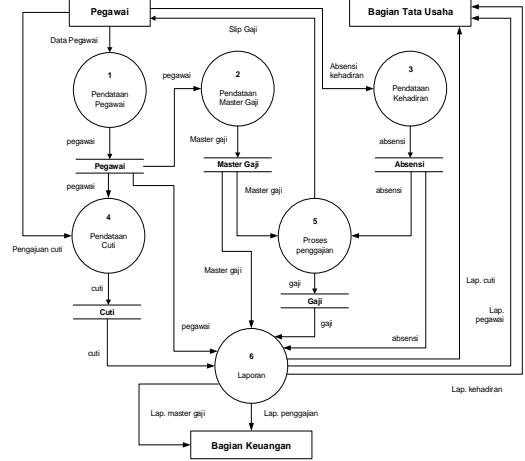 Pegawai
Bagian Tata Usaha
Slip Gaji
Data Pegawai
Absensi
kehadiran
1
Pendataan
Pegawai
pegawai
2
Pendataan
Master Gaji
3
Pendataan
Kehadiran
pegawai
Master gaji
absensi
Pegawai
Master Gaji
Absensi
pegawai
Master gaji
absensi
4
Pendataan
Cuti
5
Proses
penggajian
Pengajuan cuti
Master gaji
cuti
gaji
Lap. cuti
Cuti
Gaji
Lap.
pegawai
pegawai
gaji
absensi
cuti
6
Laporan
Lap. kehadiran
Lap. master gaji
Lap. penggajian
Bagian Keuangan